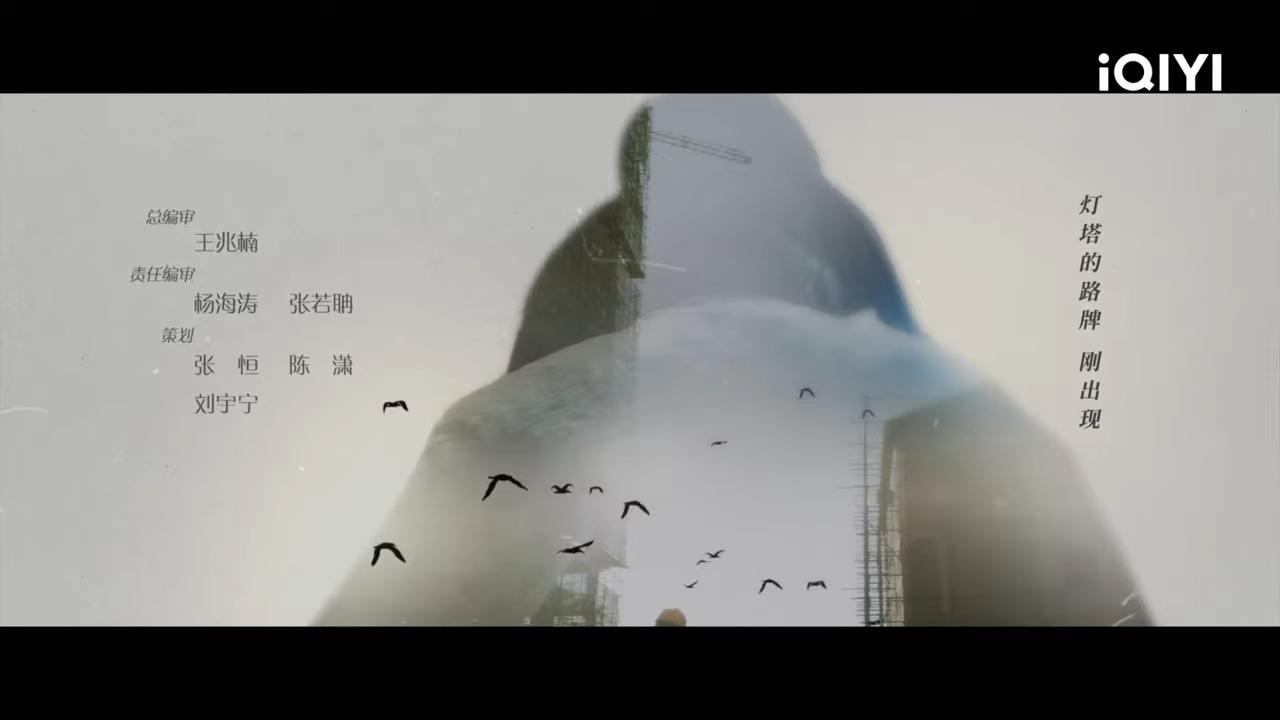 iQIYI
总编审
王兆楠
责任编审
杨海涛 张若聃
策划
张 恒 陈 潇
刘宇宁
灯塔的路牌 刚出现